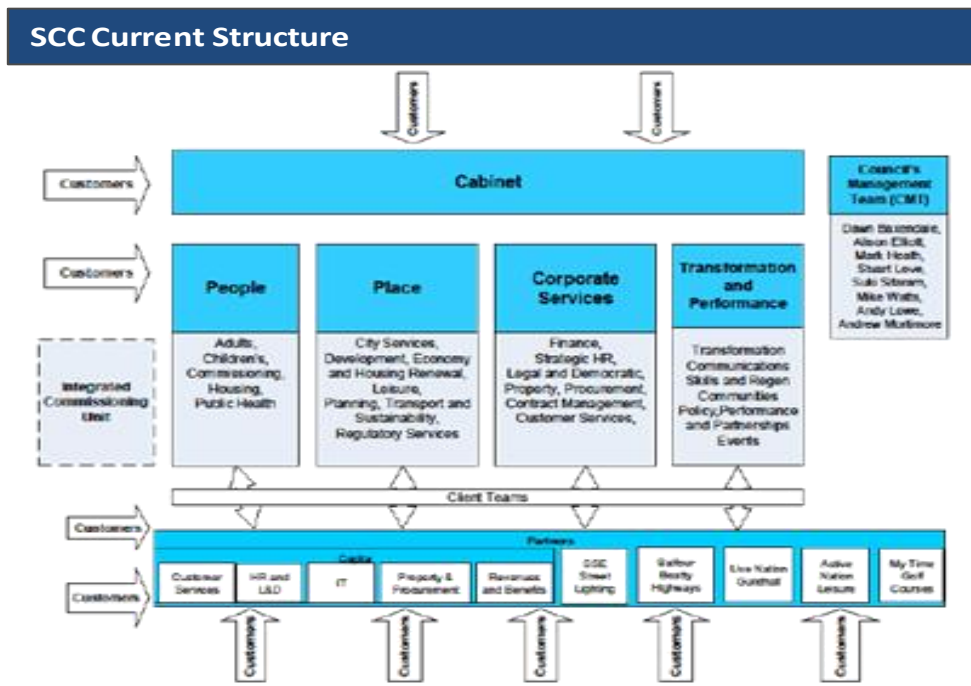 SCC Current Structure
Customers
Customers
Customers
Cabinet
Council's
Management
Team (CMT)
Dawn Baxendale,
Alison Elliott,
Mark Heath,
Stuart Love,
Suki Sitaram,
Mike Watts,
Andy Lowe,
Andrew Mortimore
Customers
People
Place
Corporate
Services
Transformation
and
Performance
Adults,
Children's,
Commissioning,
Housing,
Public Health
City Services,
Development, Economy
and Housing Renewal,
Leisure,
Planning, Transport and
Sustainability,
Regulatory Services
Finance,
Strategic HR,
Legal and Democratic,
Property, Procurement,
Contract Management,
Customer Services,
Transformation
Communications
Skills and Regen
Communities
Policy,Performance
and Partnerships
Events
Integrated
Commissioning
Unit
Client Teams
Customers
Partners
Capita
Customers
Customer
Services
HR and
L&D
IT
Property &
Procurement
Revenues
and Benefits
SSE
Street
Lighting
Balfour
Beatty
Highways
Live Nation
Guildhall
Active
Nation
Leisure
My Time
Golf
Courses
Customers
Customers
Customers
Customers
Customers